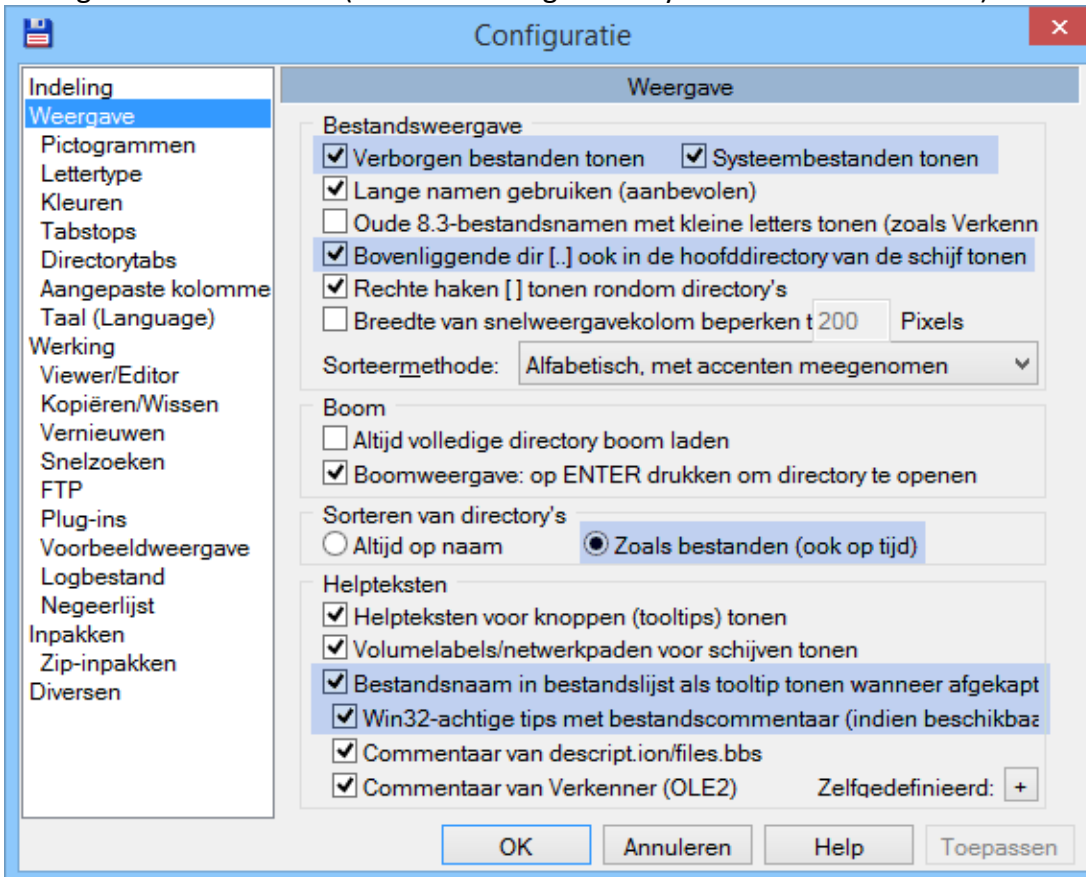 Configuratie
Indeling
Weergave
Pictogrammen
Lettertype
Kleuren
Tabstops
Directorytabs
Aangepaste kolomme
Taal (Language)
Werking
Viewer/Editor
Kopiëren/Wissen
Vernieuwen
Snelzoeken
FTP
Plug-ins
Voorbeeldweergave
Logbestand
Negeerlijst
Inpakken
Zip-inpakken
Diversen
Weergave
Bestandsweergave
Verborgen bestanden tonen Systeembestanden tonen
Lange namen gebruiken (aanbevolen)
Oude 8.3-bestandsnamen met kleine letters tonen (zoals Verkenn
Bovenliggende dir [..] ook in de hoofddirectory van de schijf tonen
Rechte haken [ ] tonen rondom directory's
Breedte van snelweergavekolom beperken t 200 Pixels
Sorteermethode: Alfabetisch, met accenten meegenomen
Boom
Altijd volledige directory boom laden
Boomweergave: op ENTER drukken om directory te openen
Sorteren van directory's
Altijd op naam Zoals bestanden (ook op tijd)
Helpteksten
Helpteksten voor knoppen (tooltips) tonen
Volumelabels/netwerkpaden voor schijven tonen
Bestandsnaam in bestandslijst als tooltip tonen wanneer afgekapt
Win32-achtige tips met bestandscommentaar (indien beschikbaa
Commentaar van descript.ion/files.bbs
Commentaar van Verkenner (OLE2) Zelfgedefinieerd: +
OK Annuleren Help Toepassen